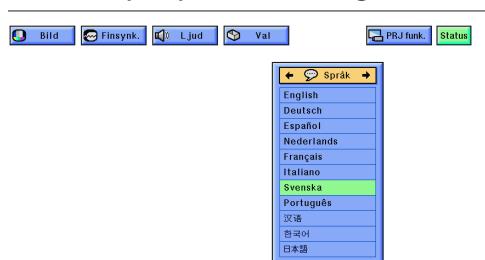 Bild Finsynk. Ljud Val PRJ funk. Status
Språk
English
Deutsch
Español
Nederlands
Français
Italiano
Svenska
Português
汉语
한국어
日本語